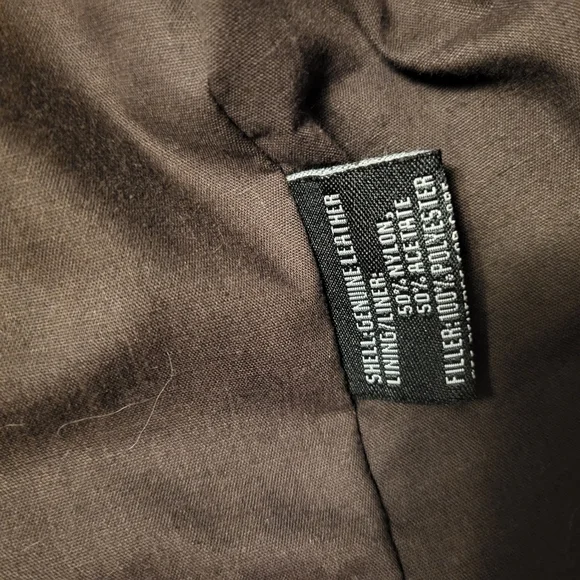 SHELL:GENUINE LEATHER
LINING/LINER:
50% NYLON,
50% ACETATE
FILLER:100% POLYESTER